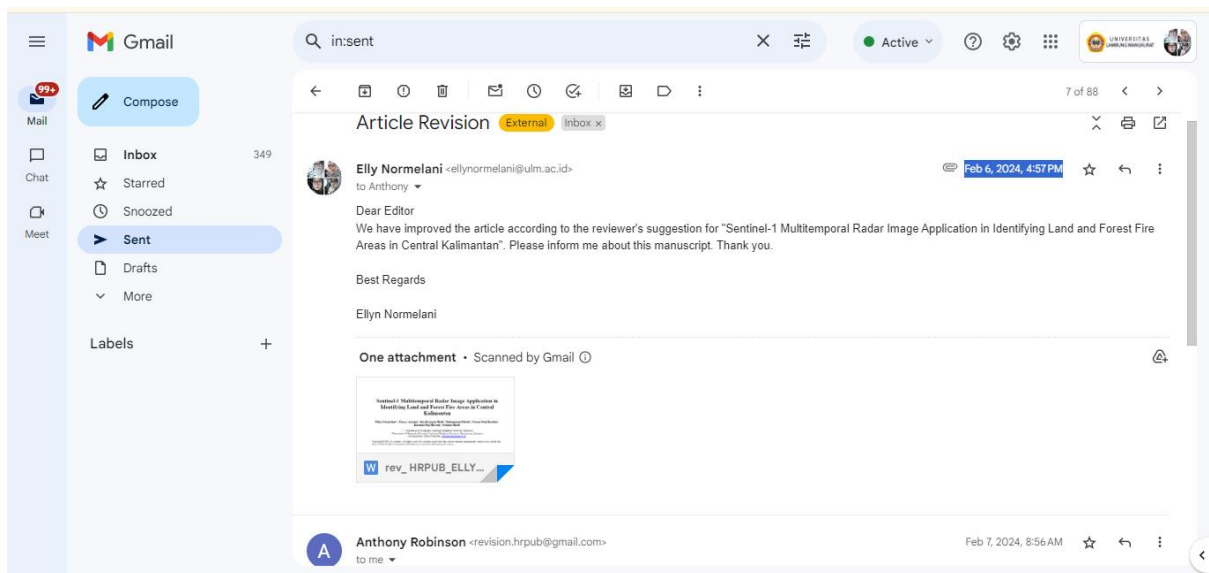 Gmail
in:sent
Active
UNIVERSITAS
LAMBUNG MANGKURAT
99+
Mail
Chat
Meet
Compose
Inbox 349
Starred
Snoozed
Sent
Drafts
More
Labels
7 of 88
Article Revision External Inbox ×
Elly Normelani <ellynormelani@ulm.ac.id> Feb 6, 2024, 4:57 PM
to Anthony
Dear Editor
We have improved the article according to the reviewer's suggestion for "Sentinel-1 Multitemporal Radar Image Application in Identifying Land and Forest Fire
Areas in Central Kalimantan". Please inform me about this manuscript. Thank you.
Best Regards
Ellyn Normelani
One attachment • Scanned by Gmail
Sentinel-1 Multitemporal Radar Image Application in
Identifying Land and Forest Fire Areas in Central
Kalimantan
W rev_ HRPUB_ELLY...
A Anthony Robinson <revision.hrpub@gmail.com> Feb 7, 2024, 8:56 AM
to me